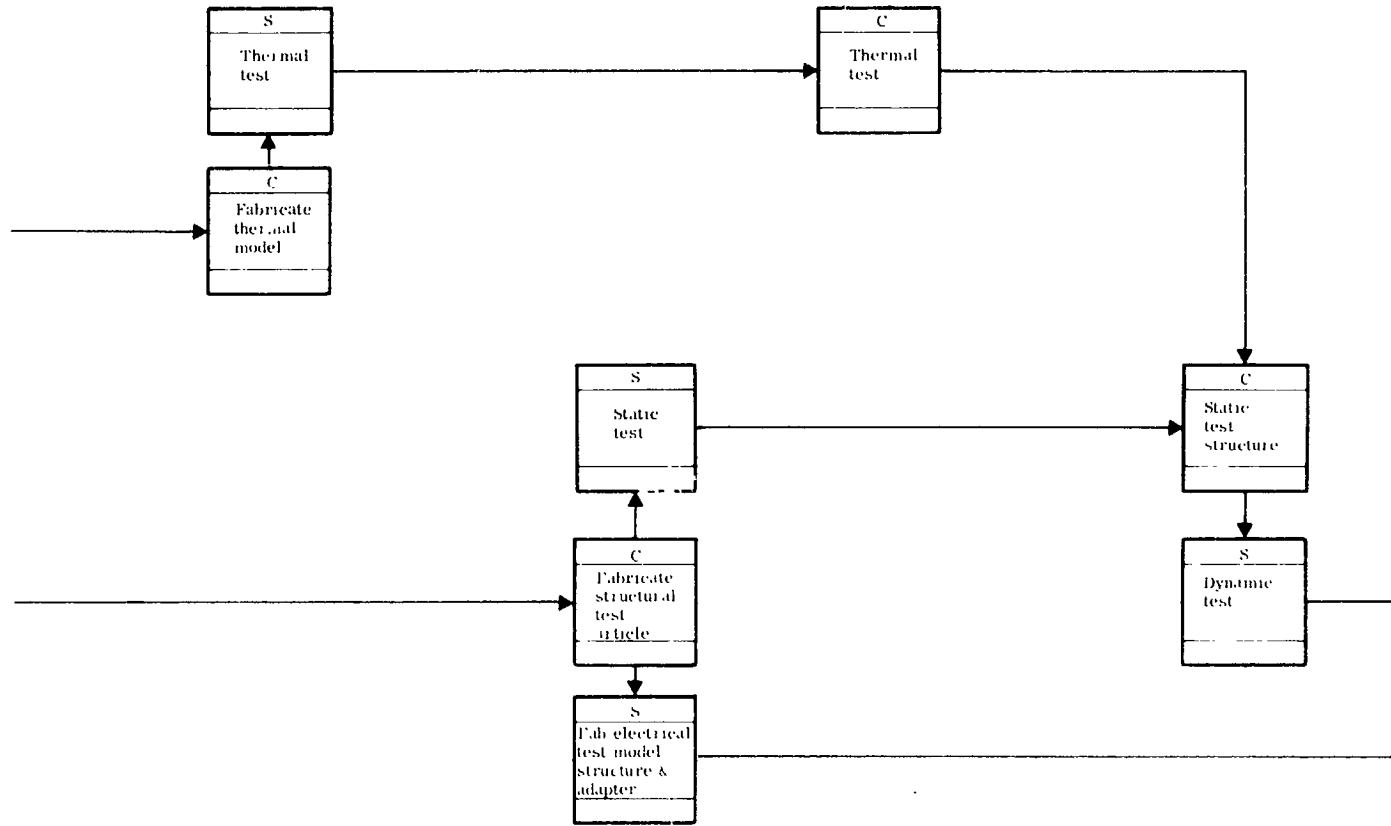 S
Thermal
test
C
Thermal
test
C
Fabricate
thermal
model
S
Static
test
C
Static
test
structure
C
Fabricate
structural
test
article
S
Dynamic
test
S
Fab electrical
test model
structure &
adapter